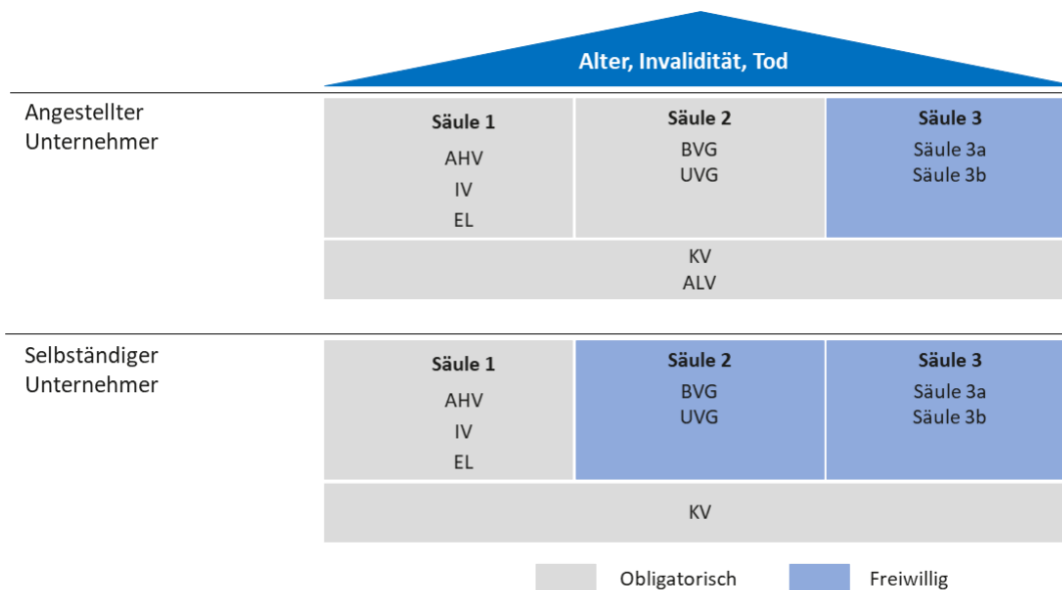 Alter, Invalidität, Tod
Angestellter
Unternehmer
Säule 1
AHV
IV
EL
Säule 2
BVG
UVG
Säule 3
Säule 3a
Säule 3b
KV
ALV
Selbständiger
Unternehmer
Säule 1
AHV
IV
EL
Säule 2
BVG
UVG
Säule 3
Säule 3a
Säule 3b
KV
Obligatorisch
Freiwillig